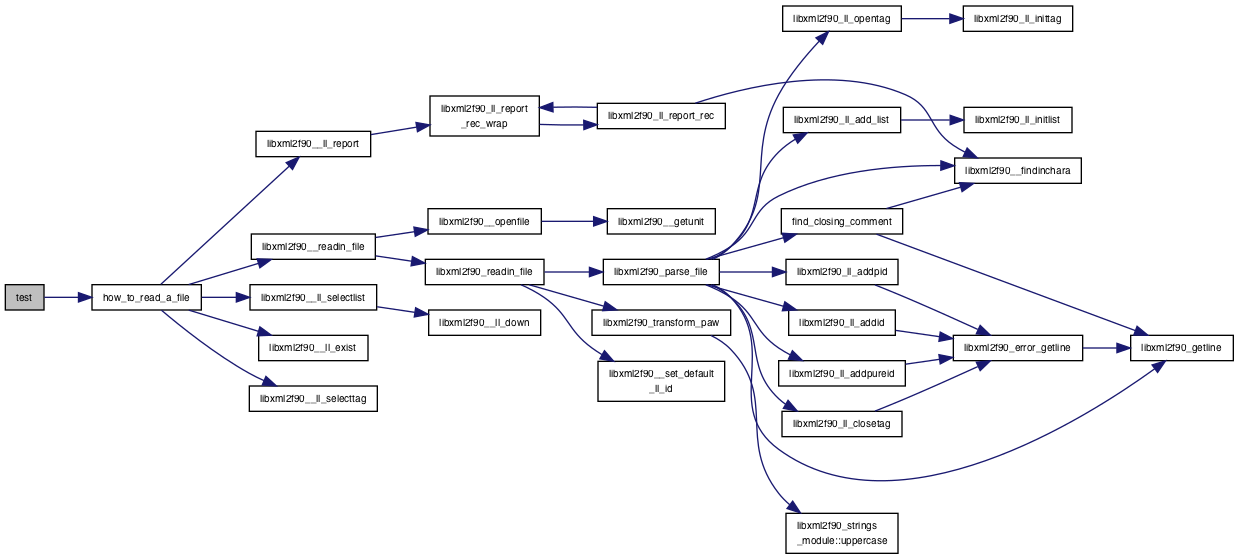 test
how_to_read_a_file
libxml2f90__ll_report
libxml2f90__readin_file
libxml2f90__ll_selectlist
libxml2f90__ll_exist
libxml2f90__ll_selecttag
libxml2f90_ll_report
_rec_wrap
libxml2f90__openfile
libxml2f90_readin_file
libxml2f90__ll_down
libxml2f90_ll_report_rec
libxml2f90__getunit
libxml2f90_parse_file
libxml2f90_transform_paw
libxml2f90__set_default
_ll_id
libxml2f90_ll_opentag
libxml2f90_ll_add_list
find_closing_comment
libxml2f90_ll_addpid
libxml2f90_ll_addid
libxml2f90_ll_addpureid
libxml2f90_ll_closetag
libxml2f90_strings
_module::uppercase
libxml2f90_ll_inittag
libxml2f90_ll_initlist
libxml2f90__findinchara
libxml2f90_error_getline
libxml2f90_getline